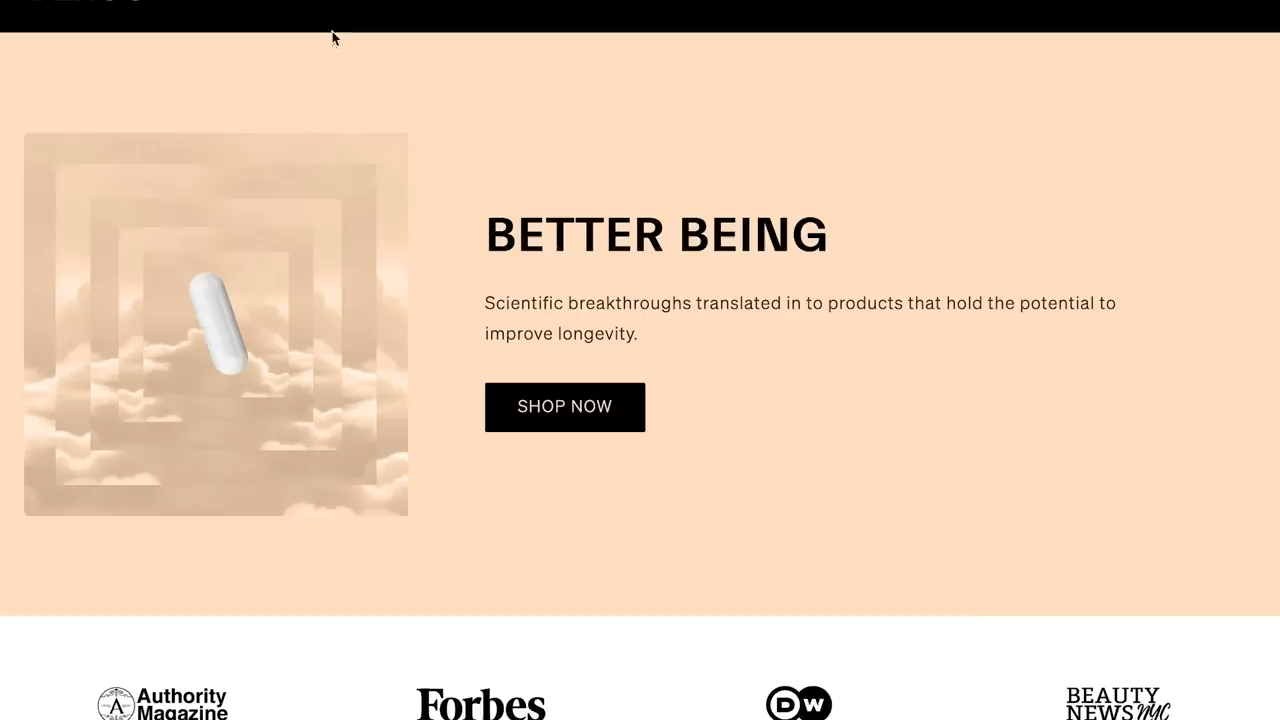 BETTER BEING
Scientific breakthroughs translated in to products that hold the potential to
improve longevity.
SHOP NOW
Authority
Magazine
Forbes
DW
BEAUTY
NEWS NYC